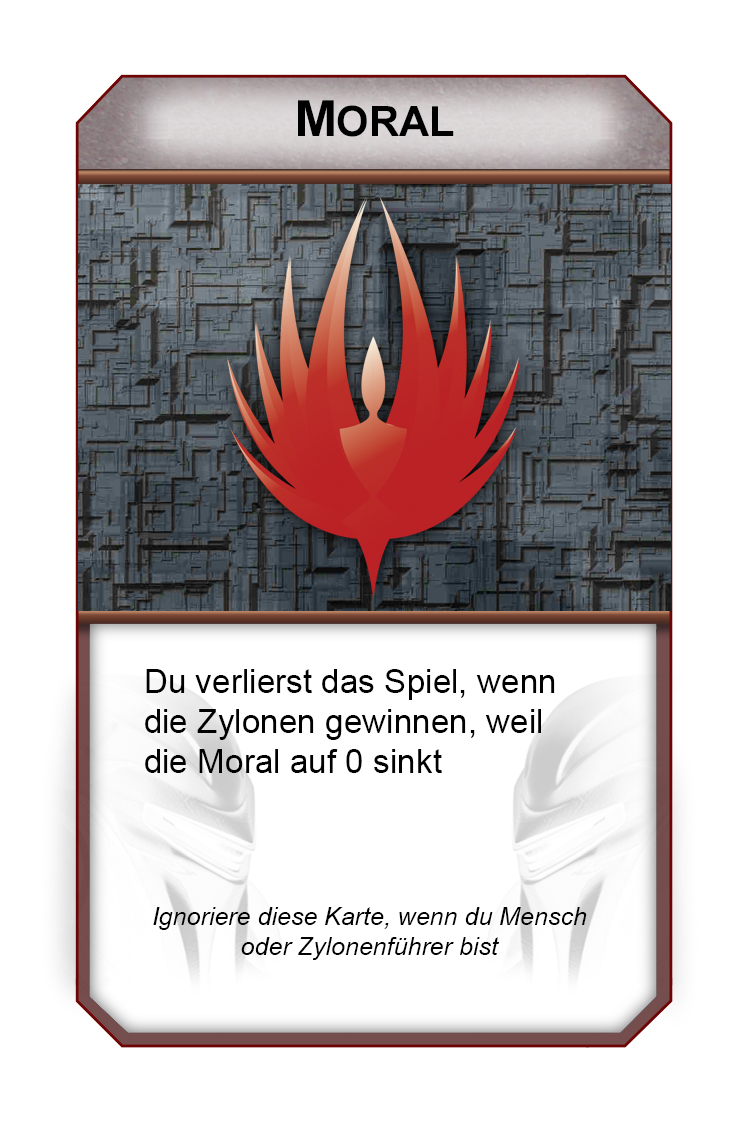 MORAL
Du verlierst das Spiel, wenn
die Zylonen gewinnen, weil
die Moral auf 0 sinkt
Ignoriere diese Karte, wenn du Mensch
oder Zylonenführer bist